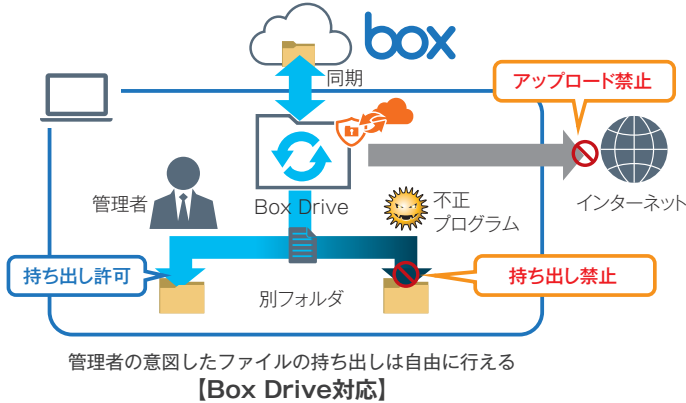 box
同期
アップロード禁止
管理者
Box Drive
不正
プログラム
インターネット
持ち出し許可
別フォルダ
持ち出し禁止
管理者の意図したファイルの持ち出しは自由に行える
【Box Drive対応】